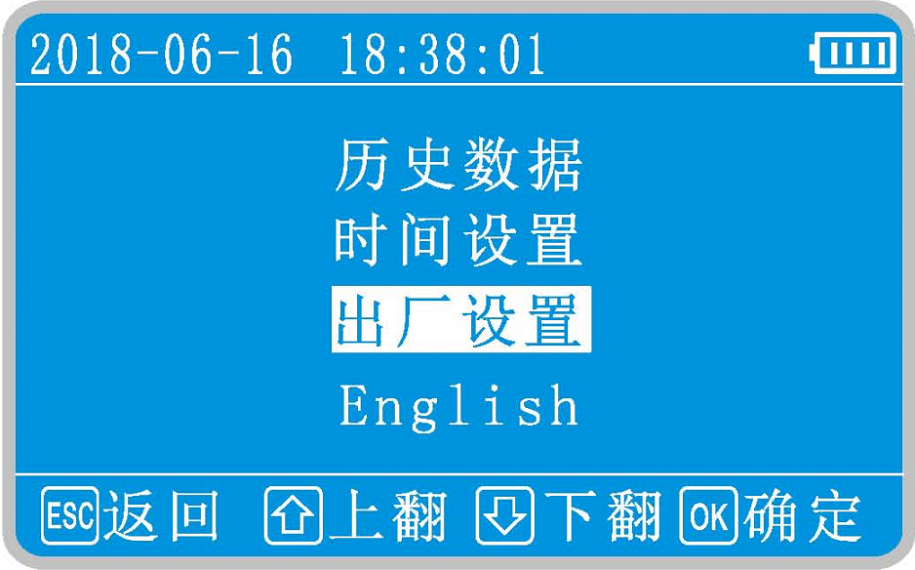 2018-06-16 18:38:01
历史数据
时间设置
出厂设置
English
ESC返回 上翻 下翻 OK确定